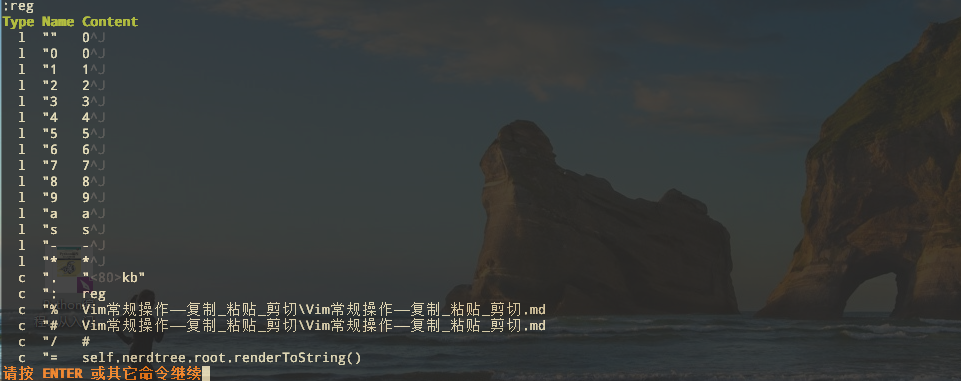 :reg
Type Name Content
l "" 0^J
l "0 0^J
l "1 1^J
l "2 2^J
l "3 3^J
l "4 4^J
l "5 5^J
l "6 6^J
l "7 7^J
l "8 8^J
l "9 9^J
l "a a^J
l "s s^J
l "- -^J
l "* *^J
c ". "<80>kb"
c ": reg
c "% Vim常规操作—复制_粘贴_剪切\Vim常规操作—复制_粘贴_剪切.md
c "# Vim常规操作—复制_粘贴_剪切\Vim常规操作—复制_粘贴_剪切.md
c "/ #
c "= self.nerdtree.root.renderToString()
请按 ENTER 或其它命令继续